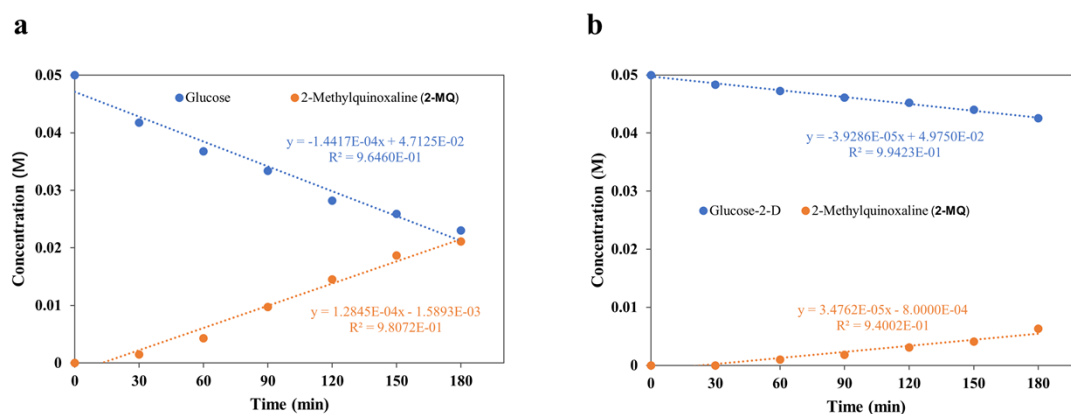 a
b
0.05
0.04
0.03
0.02
0.01
0
Concentration (M)
Glucose
2-Methylquinoxaline (2-MQ)
y = -1.4417E-04x + 4.7125E-02
R² = 9.6460E-01
y = 1.2845E-04x - 1.5893E-03
R² = 9.8072E-01
0 30 60 90 120 150 180
Time (min)
0.05
0.04
0.03
0.02
0.01
0
Concentration (M)
y = -3.9286E-05x + 4.9750E-02
R² = 9.9423E-01
Glucose-2-D
2-Methylquinoxaline (2-MQ)
y = 3.4762E-05x - 8.0000E-04
R² = 9.4002E-01
0 30 60 90 120 150 180
Time (min)